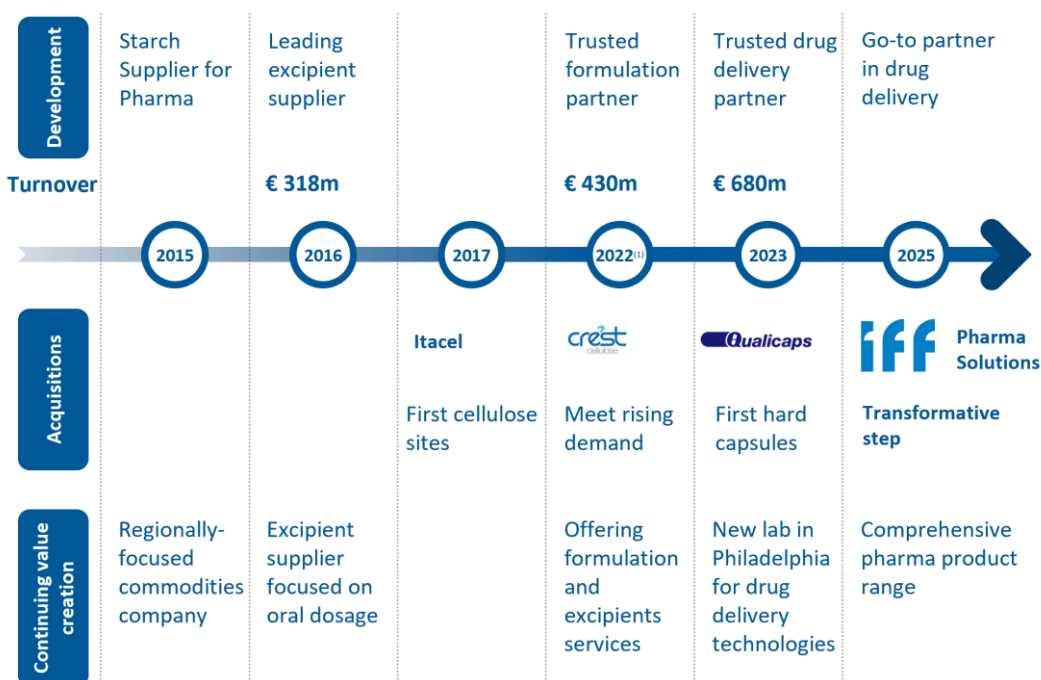 Development
Starch
Supplier for
Pharma
Leading
excipient
supplier
Trusted
formulation
partner
Trusted drug
delivery
partner
Go-to partner
in drug
delivery
Turnover
€ 318m
€ 430m
€ 680m
2015
2016
2017
2022(1)
2023
2025
Acquisitions
Itacel
crest
cellulose
Qualicaps
iff
Pharma
Solutions
First cellulose
sites
Meet rising
demand
First hard
capsules
Transformative
step
Continuing value
creation
Regionally-
focused
commodities
company
Excipient
supplier
focused on
oral dosage
Offering
formulation
and
excipients
services
New lab in
Philadelphia
for drug
delivery
technologies
Comprehensive
pharma product
range